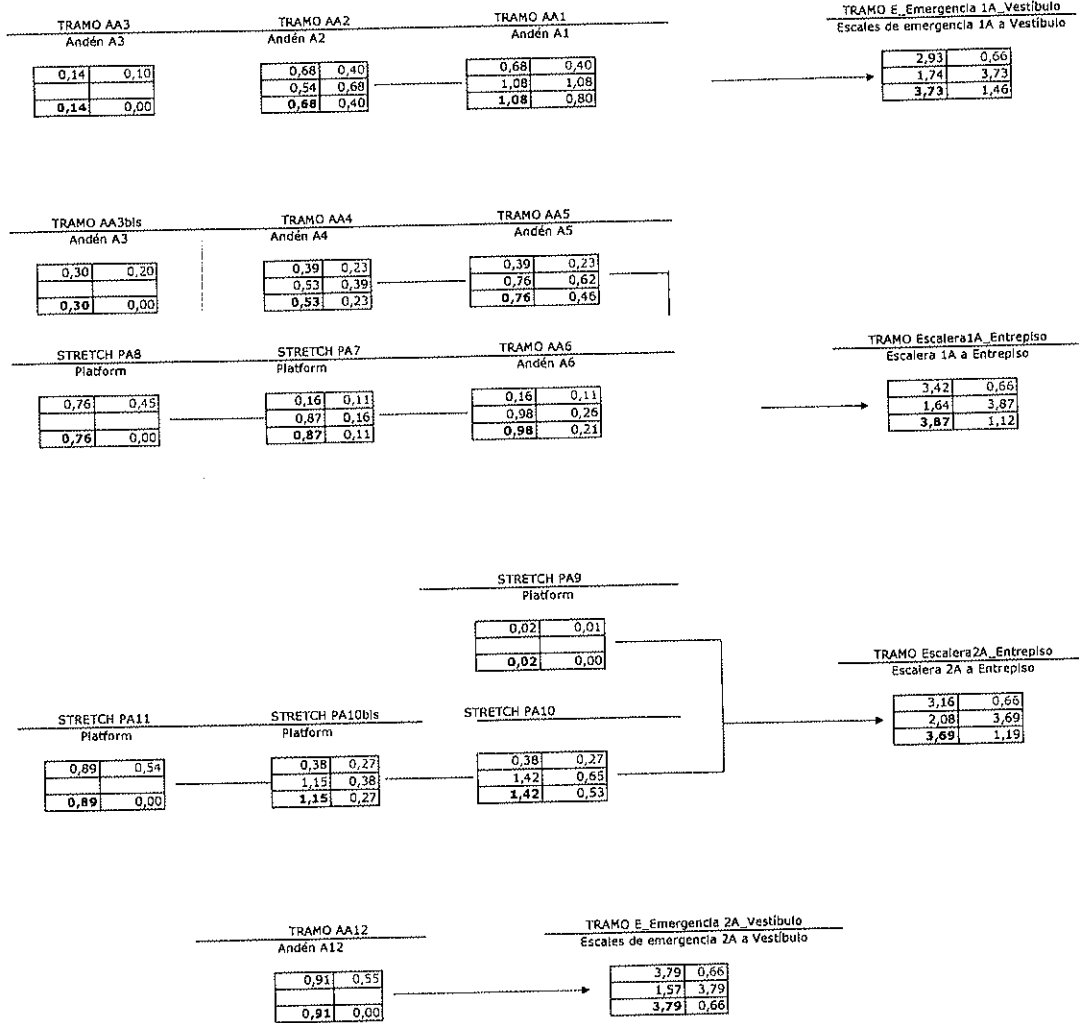 TRAMO AA3 TRAMO AA2 TRAMO AA1 TRAMO E_Emergencia 1A_Vestíbulo
Andén A3 Andén A2 Andén A1 Escales de emergencia 1A a Vestíbulo
0,14 0,10 0,68 0,40 0,68 0,40 2,93 0,66
0,54 0,68 1,08 1,08 1,74 3,73
0,14 0,00 0,68 0,40 1,08 0,80 3,73 1,46
TRAMO AA3bis TRAMO AA4 TRAMO AA5
Andén A3 Andén A4 Andén A5
0,30 0,20 0,39 0,23 0,39 0,23
0,53 0,39 0,76 0,62
0,30 0,00 0,53 0,23 0,76 0,46
STRETCH PA8 STRETCH PA7 TRAMO AA6 TRAMO Escalera1A_Entrepiso
Platform Platform Andén A6 Escalera 1A a Entrepiso
0,76 0,45 0,16 0,11 0,16 0,11 3,42 0,66
0,87 0,16 0,98 0,26 1,64 3,87
0,76 0,00 0,87 0,11 0,98 0,21 3,87 1,12
STRETCH PA9
Platform
0,02 0,01
0,02 0,00
TRAMO Escalera2A_Entrepiso
Escalera 2A a Entrepiso
3,16 0,66
2,08 3,69
3,69 1,19
STRETCH PA11 STRETCH PA10bis STRETCH PA10
Platform Platform
0,89 0,54 0,38 0,27 0,38 0,27
1,15 0,38 1,42 0,65
0,89 0,00 1,15 0,27 1,42 0,53
TRAMO AA12 TRAMO E_Emergencia 2A_Vestíbulo
Andén A12 Escales de emergencia 2A a Vestíbulo
0,91 0,55 3,79 0,66
1,57 3,79
0,91 0,00 3,79 0,66